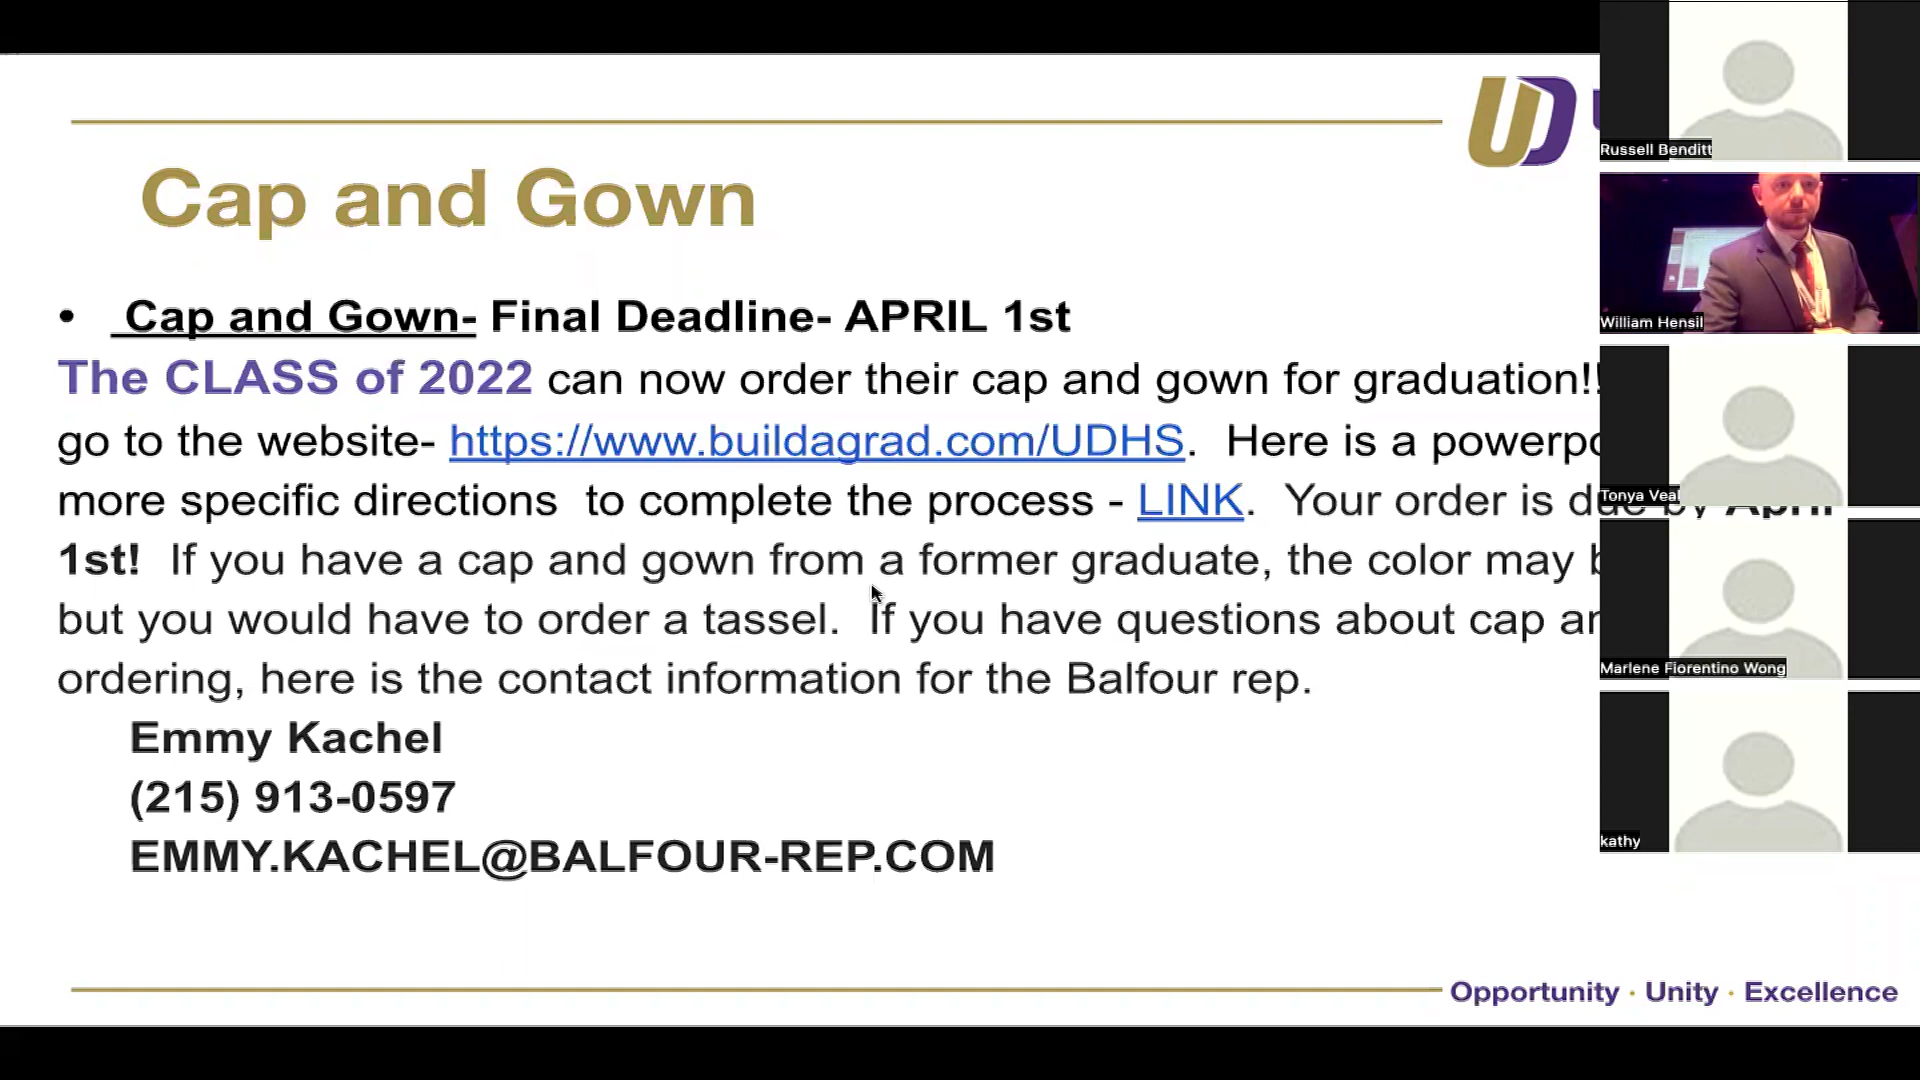 UD
Cap and Gown
• Cap and Gown- Final Deadline- APRIL 1st
The CLASS of 2022 can now order their cap and gown for graduation!!
go to the website- https://www.buildagrad.com/UDHS. Here is a
more specific directions to complete the process - LINK. Your order is due by April
1st! If you have a cap and gown from a former graduate, the color may
but you would have to order a tassel. If you have questions about cap
ordering, here is the contact information for the Balfour rep.
Emmy Kachel
(215) 913-0597
EMMY.KACHEL@BALFOUR-REP.COM
Opportunity · Unity · Excellence
Russell Benditt
William Hensil
Tonya Veal
Marlene Fiorentino Wong
kathy